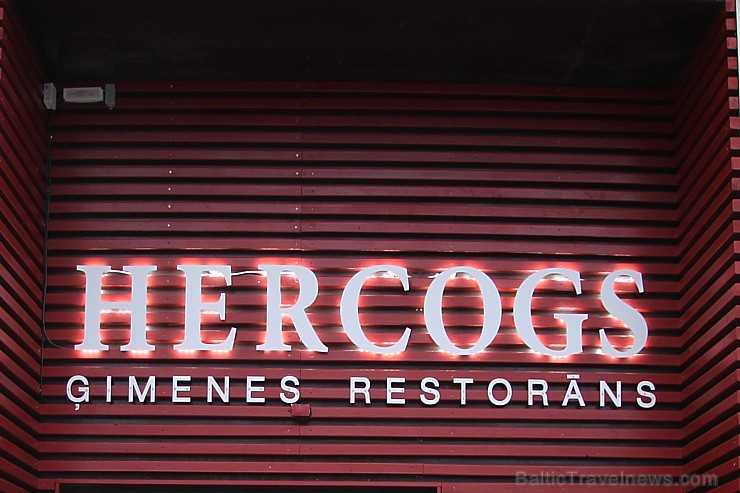 HERCOGS
ĢIMENES RESTORĀNS
BalticTravelnews.com